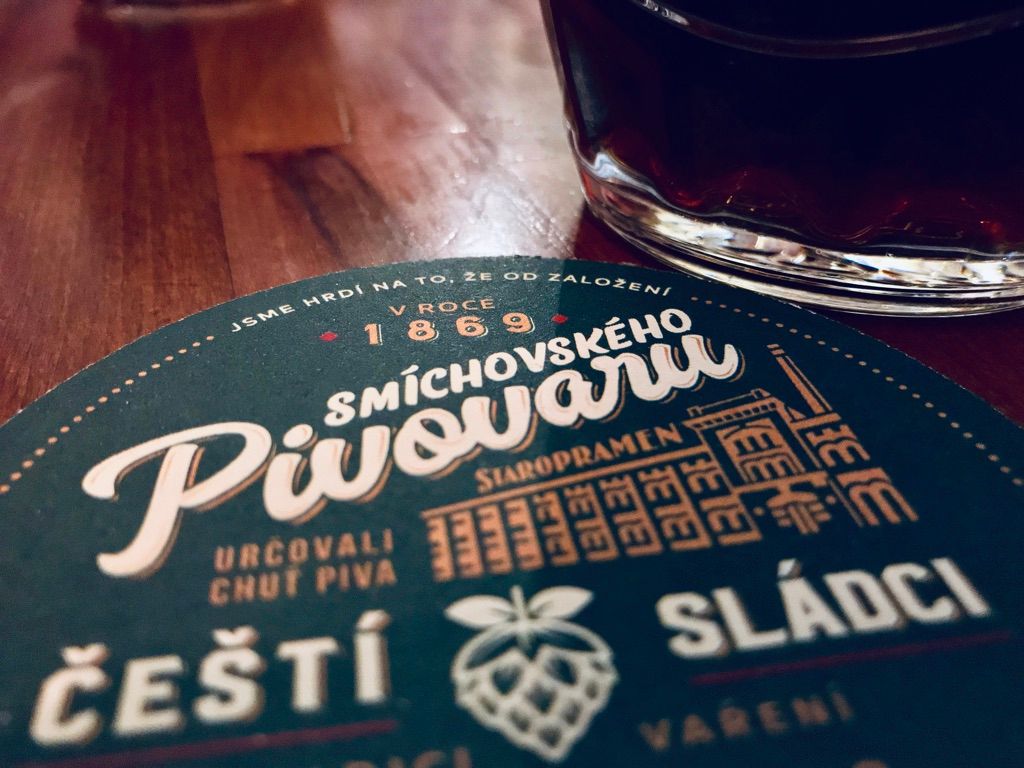 JSME HRDÍ NA TO, ŽE OD ZALOŽENÍ
V ROCE
1869
SMÍCHOVSKÉHO
Pivovaru
STAROPRAMEN
URČOVALI
CHUŤ PIVA
ČEŠTÍ SLÁDCI
VAŘENÍ